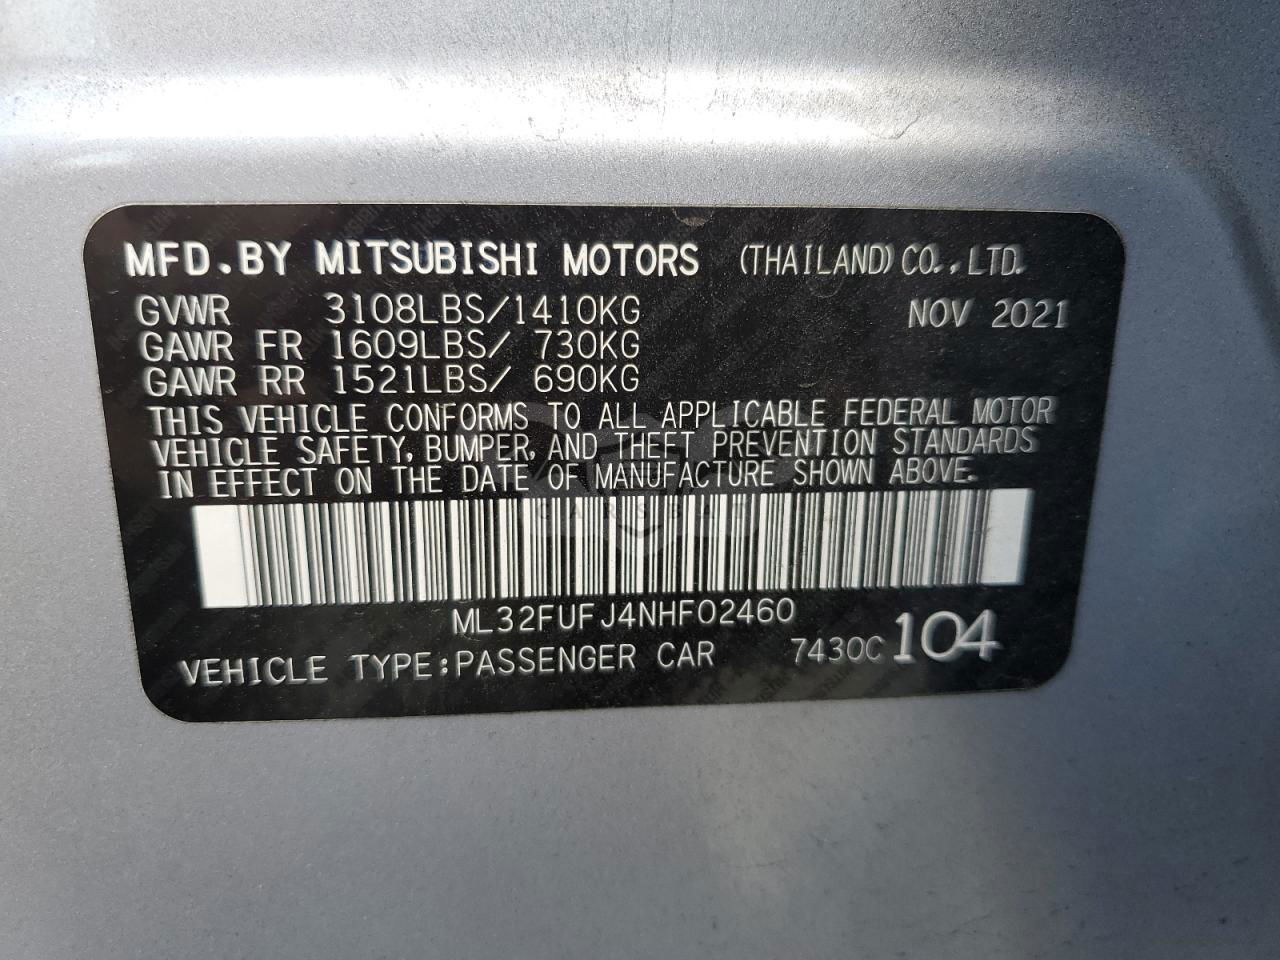 MFD.BY MITSUBISHI MOTORS (THAILAND) CO.,LTD.
GVWR 3108LBS/1410KG NOV 2021
GAWR FR 1609LBS/ 730KG
GAWR RR 1521LBS/ 690KG
THIS VEHICLE CONFORMS TO ALL APPLICABLE FEDERAL MOTOR
VEHICLE SAFETY, BUMPER, AND THEFT PREVENTION STANDARDS
IN EFFECT ON THE DATE OF MANUFACTURE SHOWN ABOVE.
ML32FUFJ4NHF02460
VEHICLE TYPE:PASSENGER CAR 7430C 104